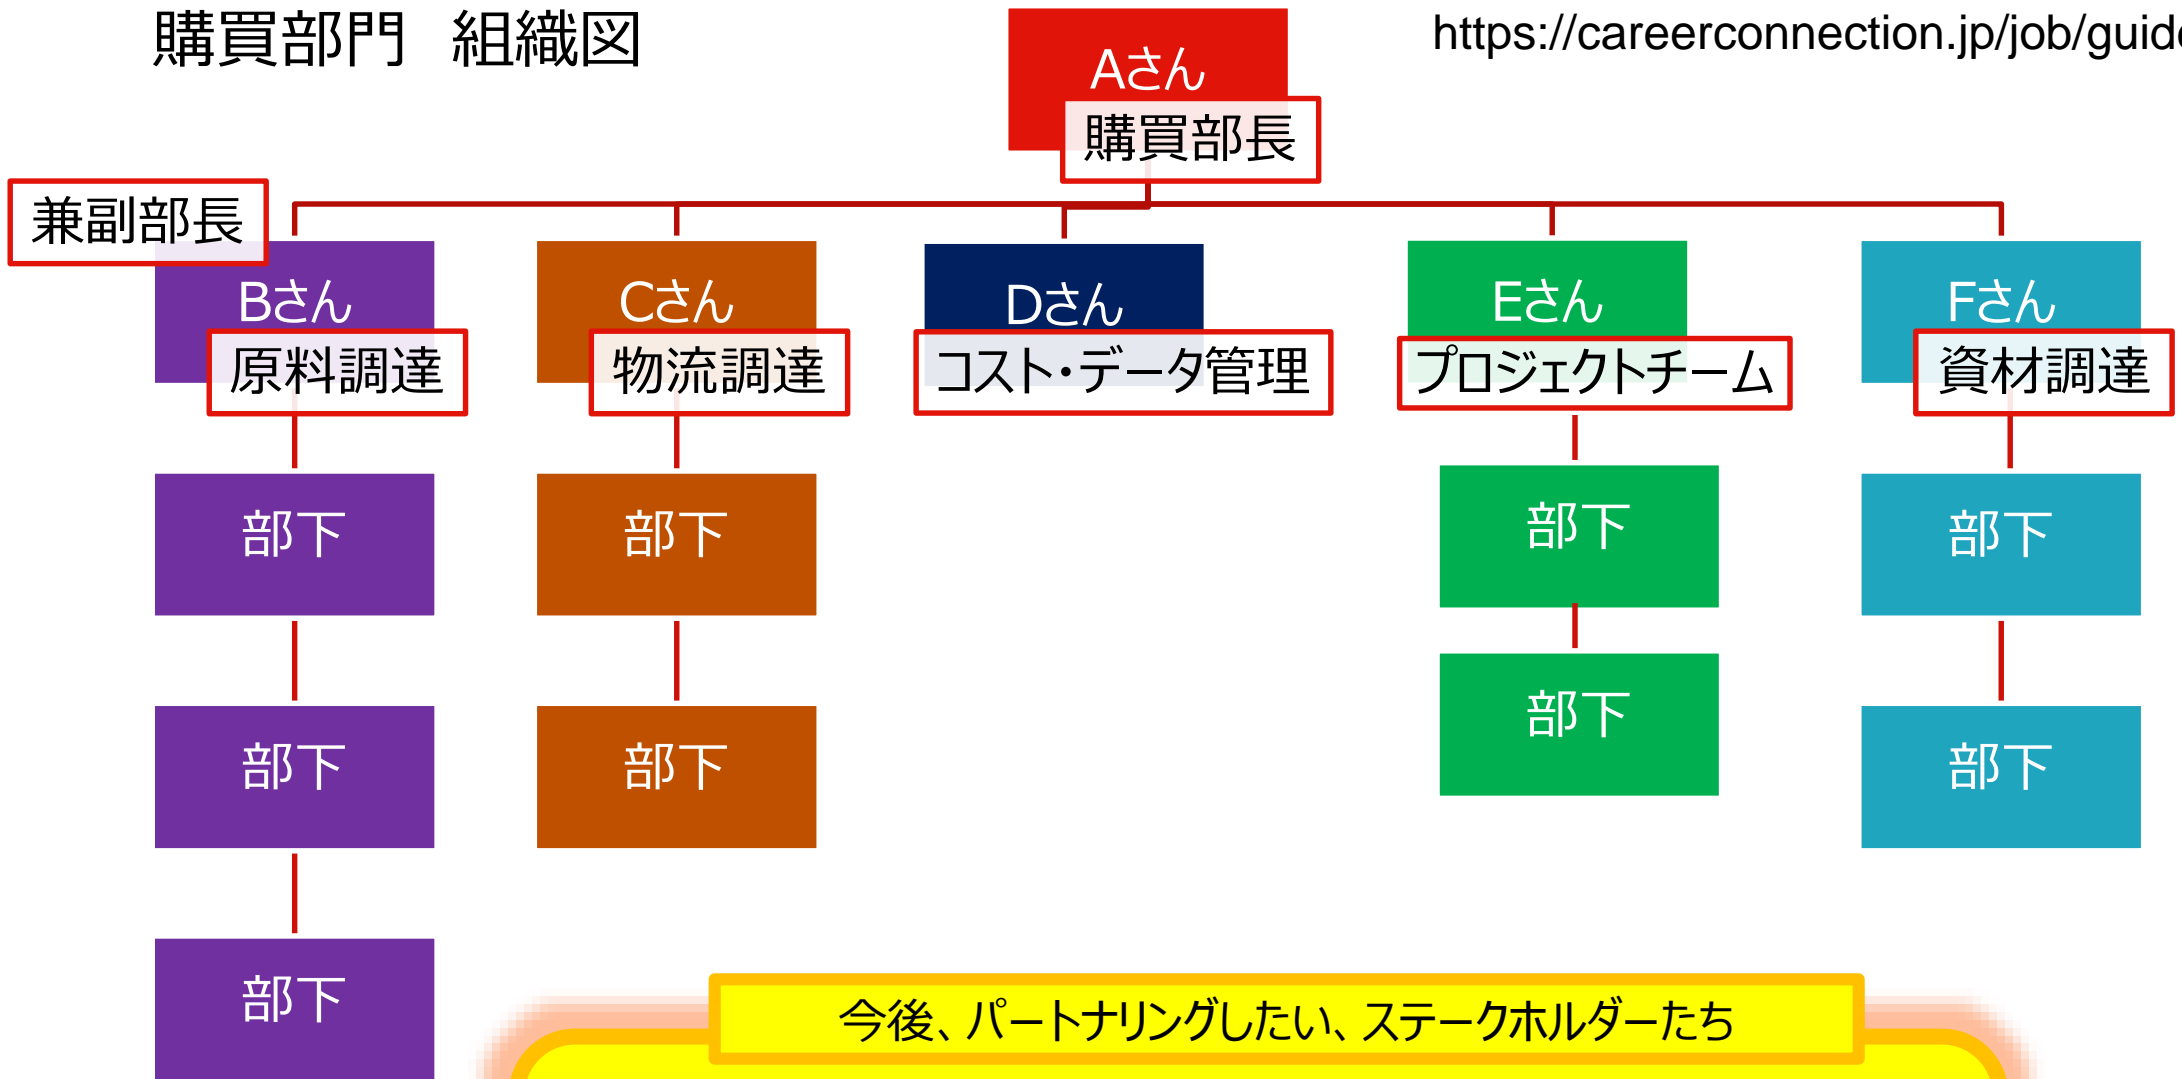 購買部門　組織図
https://careerconnection.jp/job/guid
Aさん
購買部長
兼副部長
Bさん
原料調達
Cさん
物流調達
Dさん
コスト・データ管理
Eさん
プロジェクトチーム
Fさん
資材調達
部下
部下
部下
部下
部下
部下
部下
部下
部下
今後、パートナリングしたい、ステークホルダーたち